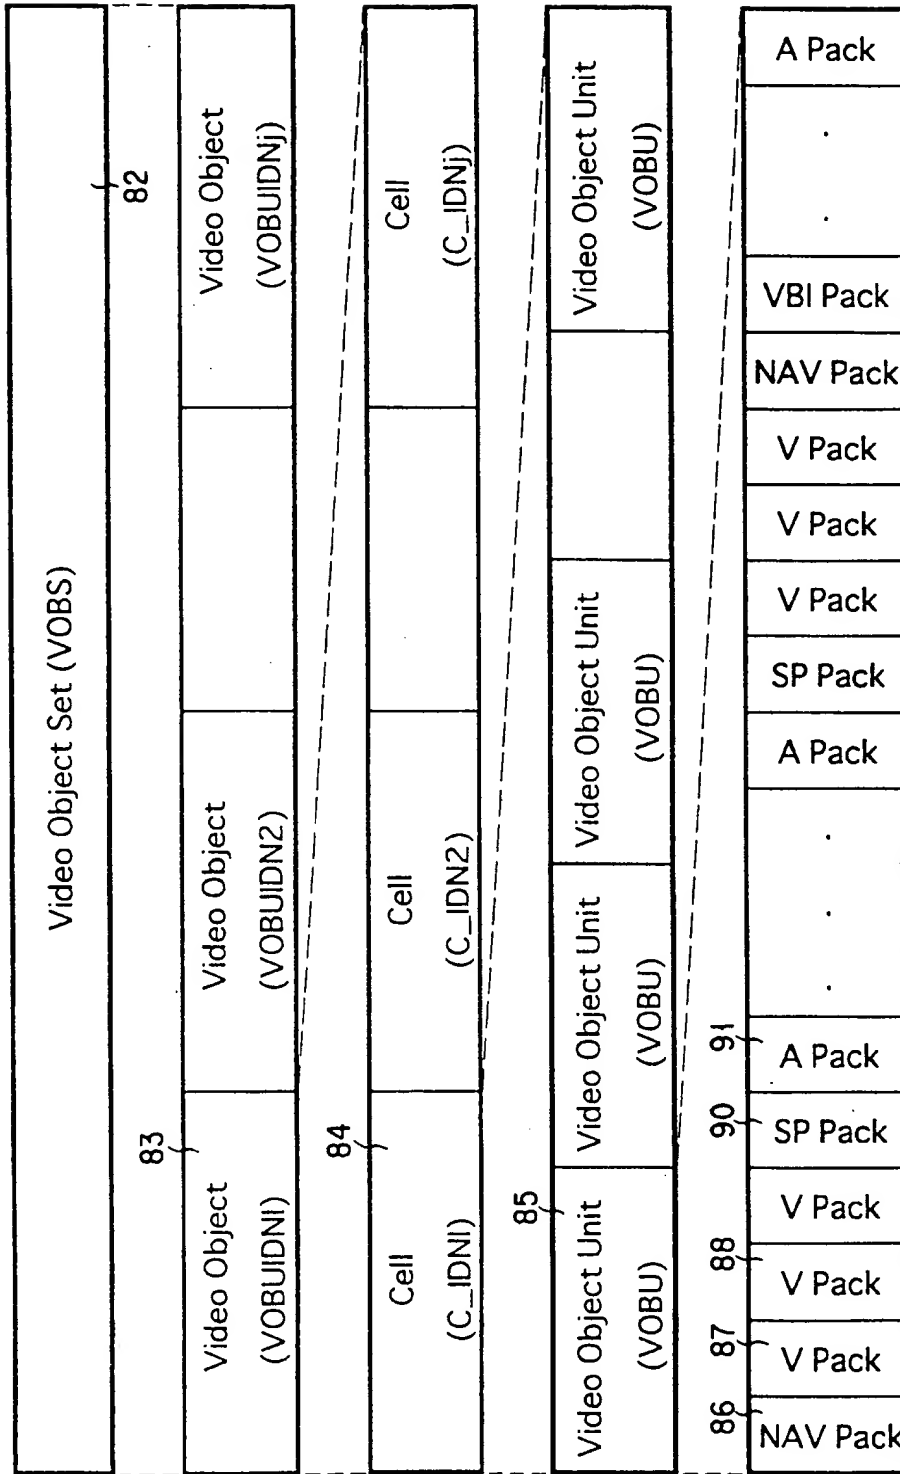 Video Object Set (VOBS)
82
83
Video Object
(VOBUIDNI)
Video Object
(VOBUIDN2)
Video Object
(VOBUIDNj)
84
Cell
(C_IDNI)
Cell
(C_IDN2)
Cell
(C_IDNj)
85
Video Object Unit
(VOBU)
Video Object Unit
(VOBU)
Video Object Unit
(VOBU)
Video Object Unit
(VOBU)
86
87
88
90
91
NAV Pack
V Pack
V Pack
V Pack
SP Pack
A Pack
. . .
A Pack
SP Pack
V Pack
V Pack
V Pack
NAV Pack
VBI Pack
. .
A Pack